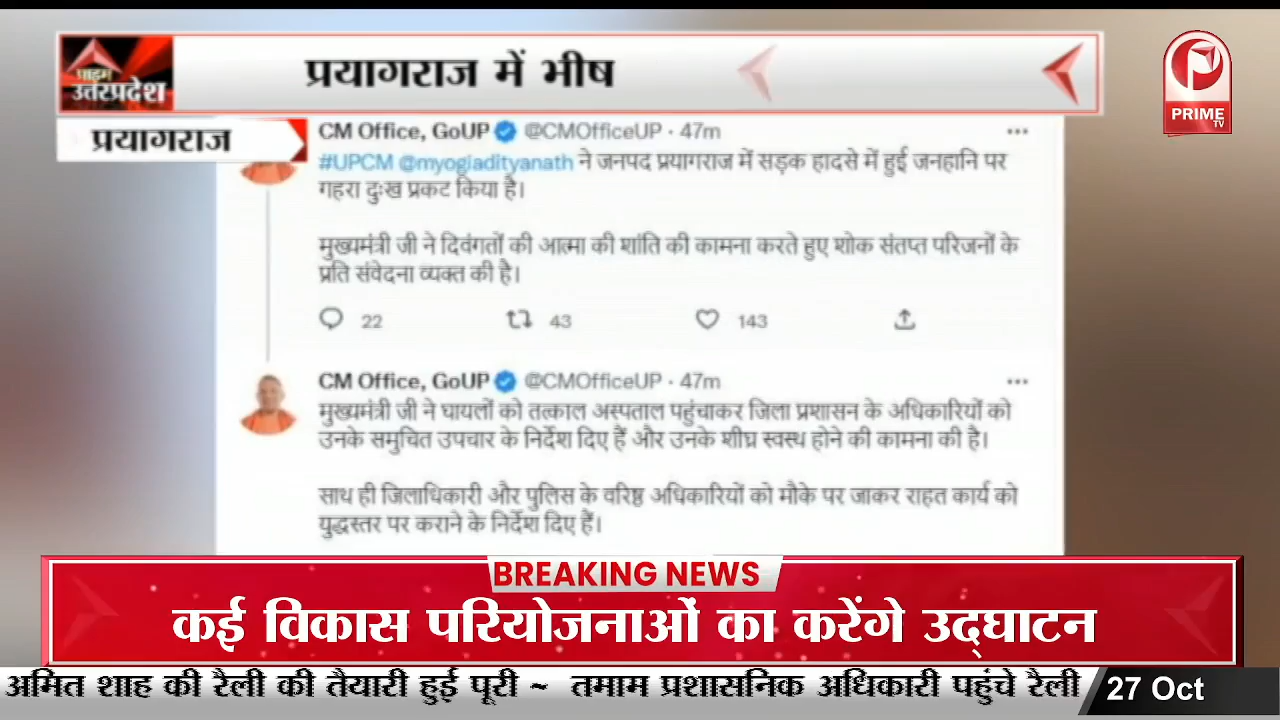 प्रयागराज में भीष
प्राइम
उत्तरप्रदेश
PRIME
TV
प्रयागराज
CM Office, GoUP @CMOfficeUP · 47m
#UPCM @myogiadityanath ने जनपद प्रयागराज में सड़क हादसे में हुई जनहानि पर
गहरा दुःख प्रकट किया है।
मुख्यमंत्री जी ने दिवंगतों की आत्मा की शांति की कामना करते हुए शोक संतप्त परिजनों के
प्रति संवेदना व्यक्त की है।
22 43 143
CM Office, GoUP @CMOfficeUP · 47m
मुख्यमंत्री जी ने घायलों को तत्काल अस्पताल पहुंचाकर जिला प्रशासन के अधिकारियों को
उनके समुचित उपचार के निर्देश दिए हैं और उनके शीघ्र स्वस्थ होने की कामना की है।
साथ ही जिलाधिकारी और पुलिस के वरिष्ठ अधिकारियों को मौके पर जाकर राहत कार्य को
युद्धस्तर पर कराने के निर्देश दिए हैं।
BREAKING NEWS
कई विकास परियोजनाओं का करेंगे उद्घाटन
अमित शाह की रैली की तैयारी हुई पूरी ~ तमाम प्रशासनिक अधिकारी पहुंचे रैली
27 Oct